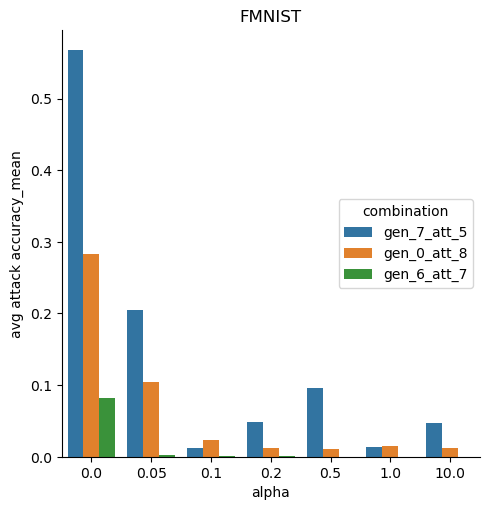 FMNIST
avg attack accuracy_mean
0.5
0.4
0.3
0.2
0.1
0.0
combination
gen_7_att_5
gen_0_att_8
gen_6_att_7
0.0 0.05 0.1 0.2 0.5 1.0 10.0
alpha